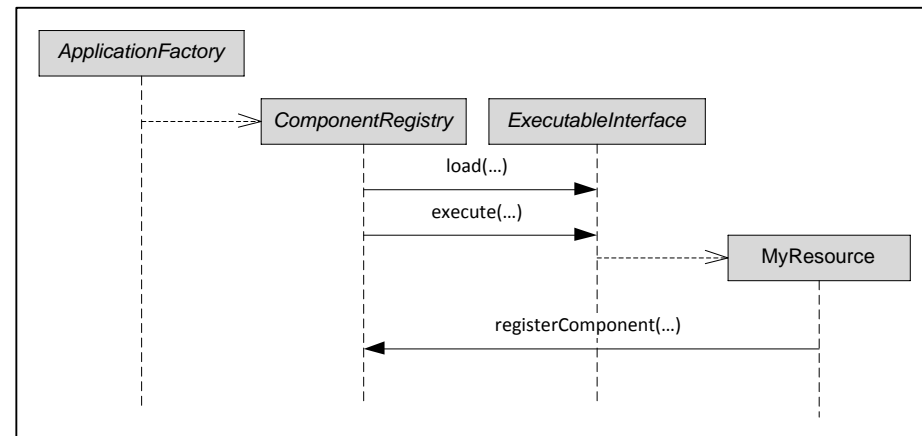 ApplicationFactory
ComponentRegistry
ExecutableInterface
load(…)
execute(…)
MyResource
registerComponent(…)